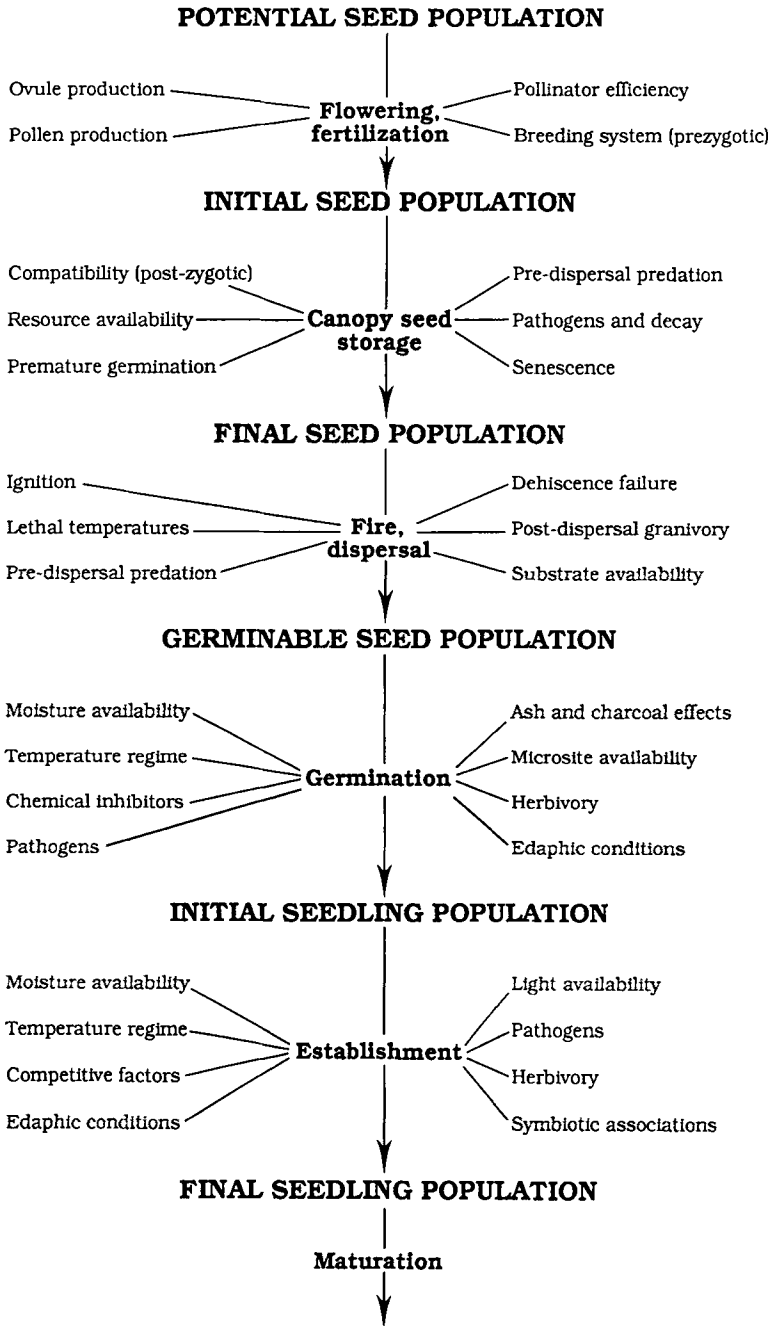 POTENTIAL SEED POPULATION
Ovule production
Pollinator efficiency
Flowering,
fertilization
Pollen production
Breeding system (prezygotic)
INITIAL SEED POPULATION
Compatibility (post-zygotic)
Pre-dispersal predation
Resource availability
Canopy seed
storage
Pathogens and decay
Premature germination
Senescence
FINAL SEED POPULATION
Ignition
Dehiscence failure
Lethal temperatures
Fire,
dispersal
Post-dispersal granivory
Pre-dispersal predation
Substrate availability
GERMINABLE SEED POPULATION
Moisture availability
Ash and charcoal effects
Temperature regime
Microsite availability
Germination
Chemical inhibitors
Herbivory
Pathogens
Edaphic conditions
INITIAL SEEDLING POPULATION
Moisture availability
Light availability
Temperature regime
Pathogens
Establishment
Competitive factors
Herbivory
Edaphic conditions
Symbiotic associations
FINAL SEEDLING POPULATION
Maturation